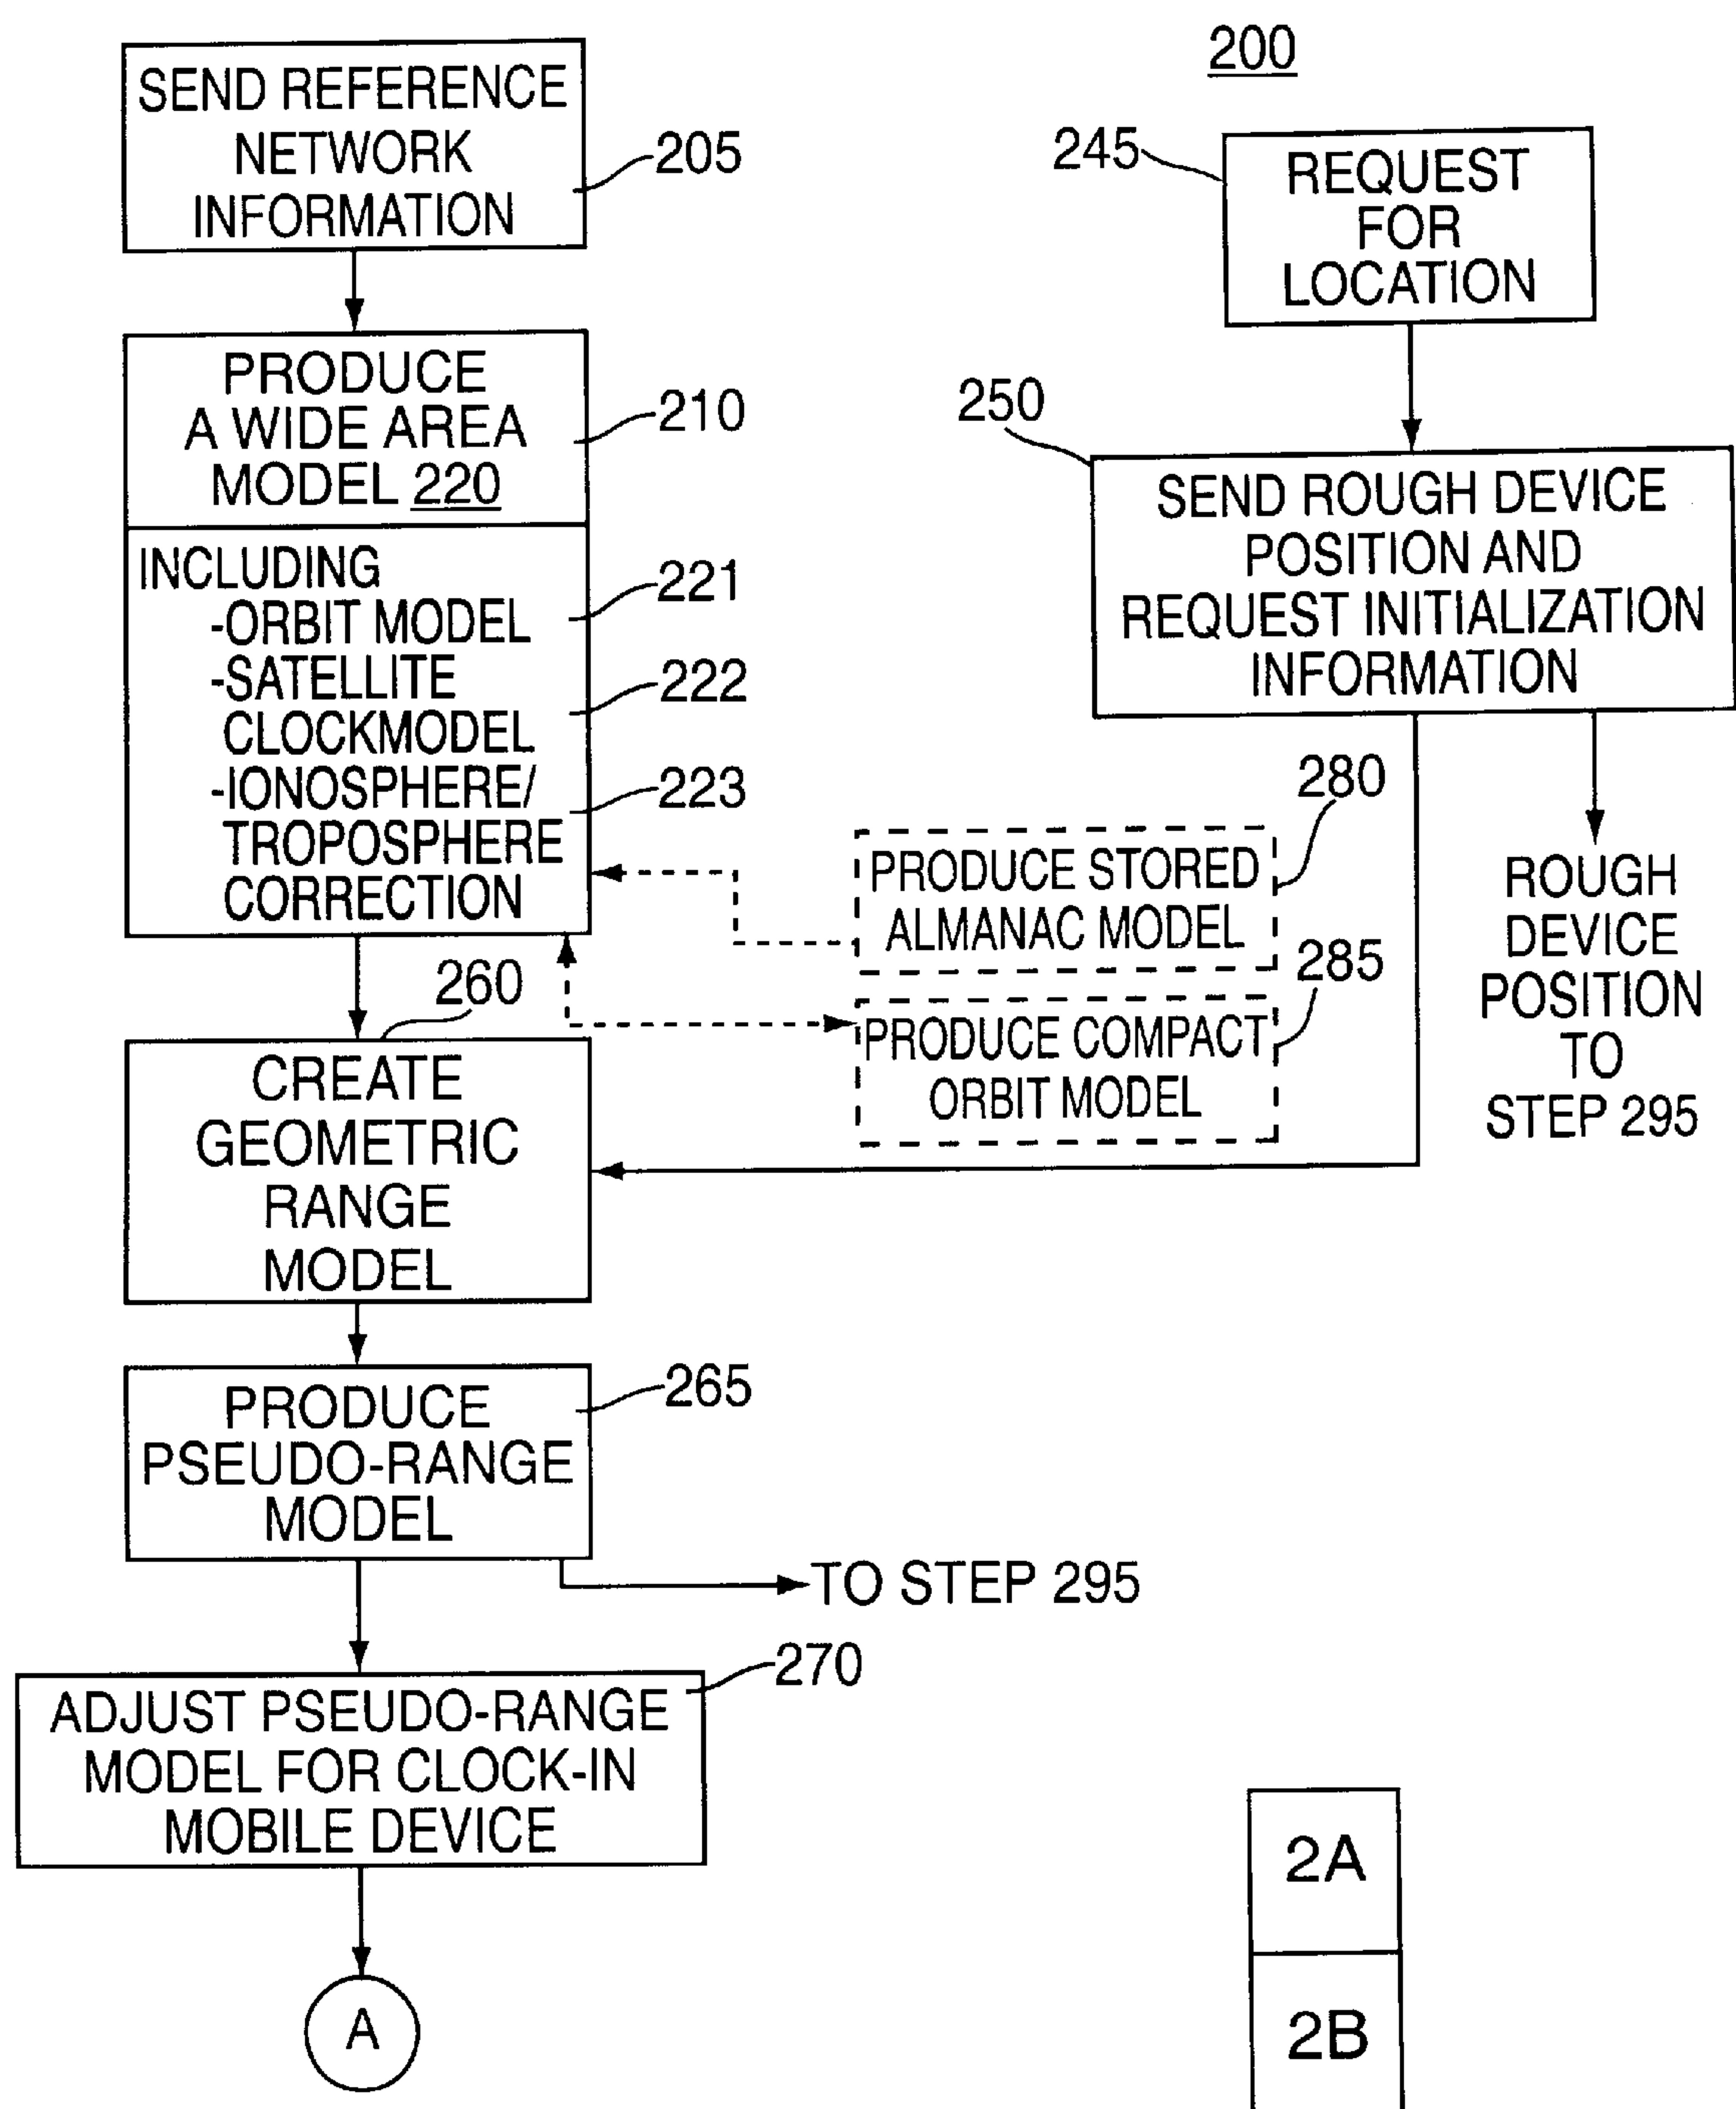 200
SEND REFERENCE
NETWORK
INFORMATION
205
245
REQUEST
FOR
LOCATION
PRODUCE
A WIDE AREA
MODEL 220
210
250
SEND ROUGH DEVICE
POSITION AND
REQUEST INITIALIZATION
INFORMATION
INCLUDING
-ORBIT MODEL
-SATELLITE
CLOCKMODEL
-IONOSPHERE/
TROPOSPHERE
CORRECTION
221
222
223
280
PRODUCE STORED
ALMANAC MODEL
285
PRODUCE COMPACT
ORBIT MODEL
ROUGH
DEVICE
POSITION
TO
STEP 295
260
CREATE
GEOMETRIC
RANGE
MODEL
PRODUCE
PSEUDO-RANGE
MODEL
265
TO STEP 295
270
ADJUST PSEUDO-RANGE
MODEL FOR CLOCK-IN
MOBILE DEVICE
A
2A
2B